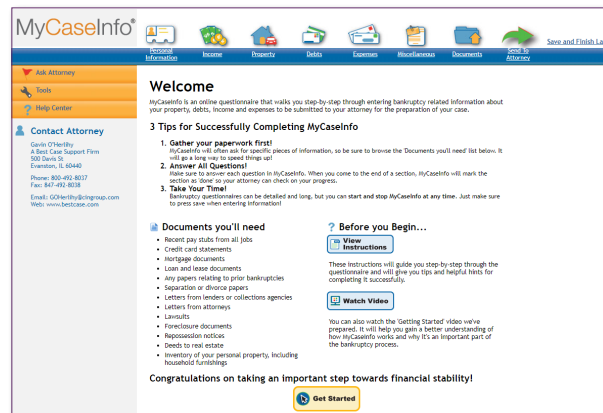 MyCaseInfo®
Personal Information
Income
Property
Debts
Expenses
Miscellaneous
Documents
Send To Attorney
Save and Finish La
Ask Attorney
Tools
Help Center
Contact Attorney
Gavin O'Herlihy
A Best Case Support Firm
500 Davis St
Evanston, IL 60440
Phone: 800-492-8037
Fax: 847-492-8038
Email: GOHerlihy@cingroup.com
Web: www.bestcase.com
Welcome
MyCaseInfo is an online questionnaire that walks you step-by-step through entering bankruptcy related information about
your property, debts, income and expenses to be submitted to your attorney for the preparation of your case.
3 Tips for Successfully Completing MyCaseInfo
1. Gather your paperwork first!
MyCaseInfo will often ask for specific pieces of information, so be sure to browse the 'Documents you'll need' list below. It
will go a long way to speed things up!
2. Answer All Questions!
Make sure to answer each question in MyCaseInfo. When you come to the end of a section, MyCaseInfo will mark the
section as 'done' so your attorney can check on your progress.
3. Take Your Time!
Bankruptcy questions can be detailed and long, but you can start and stop MyCaseInfo at any time. Just make sure
to press save when entering information!
Documents you'll need
• Recent pay stubs from all jobs
• Credit card statements
• Mortgage documents
• Loan and lease documents
• Any papers relating to prior bankruptcies
• Separation or divorce papers
• Letters from lenders or collections agencies
• Letters from attorneys
• Lawsuits
• Foreclosure documents
• Repossession notices
• Deeds to real estate
• Inventory of your personal property, including
household furnishings
? Before you Begin...
View
Instructions
These instructions will guide you step-by-step through the
questionnaire and will give you tips and helpful hints for
completing it successfully.
Watch Video
You can also watch the 'Getting Started' video we've
prepared. It will help you gain a better understanding of
how MyCaseInfo works and why it's an important part of
the bankruptcy process.
Congratulations on taking an important step towards financial stability!
Get Started